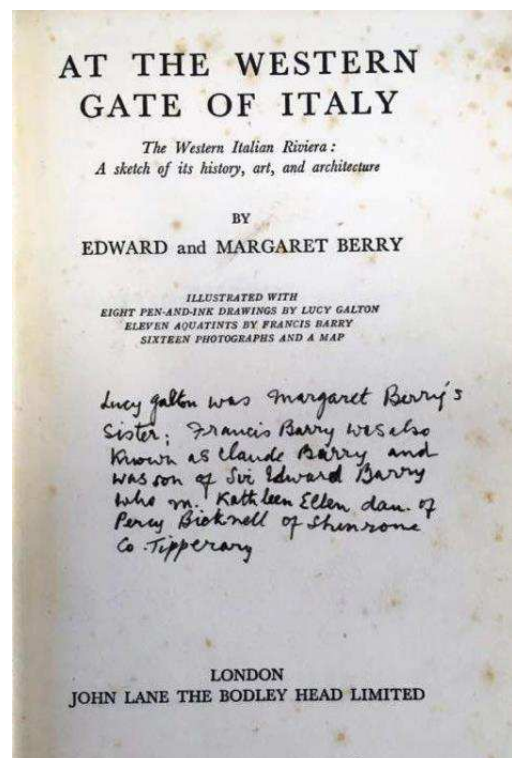 AT THE WESTERN
GATE OF ITALY
The Western Italian Riviera :
A sketch of its history, art, and architecture
BY
EDWARD and MARGARET BERRY
ILLUSTRATED WITH
EIGHT PEN-AND-INK DRAWINGS BY LUCY GALTON
ELEVEN AQUATINTS BY FRANCIS BARRY
SIXTEEN PHOTOGRAPHS AND A MAP
Lucy Galton was Margaret Berry's
Sister; Francis Barry was also
known as Claude Barry and
was son of Sir Edward Barry
who m. Kathleen Ellen dau. of
Percy Bicknell of Shinrone
Co. Tipperary
LONDON
JOHN LANE THE BODLEY HEAD LIMITED